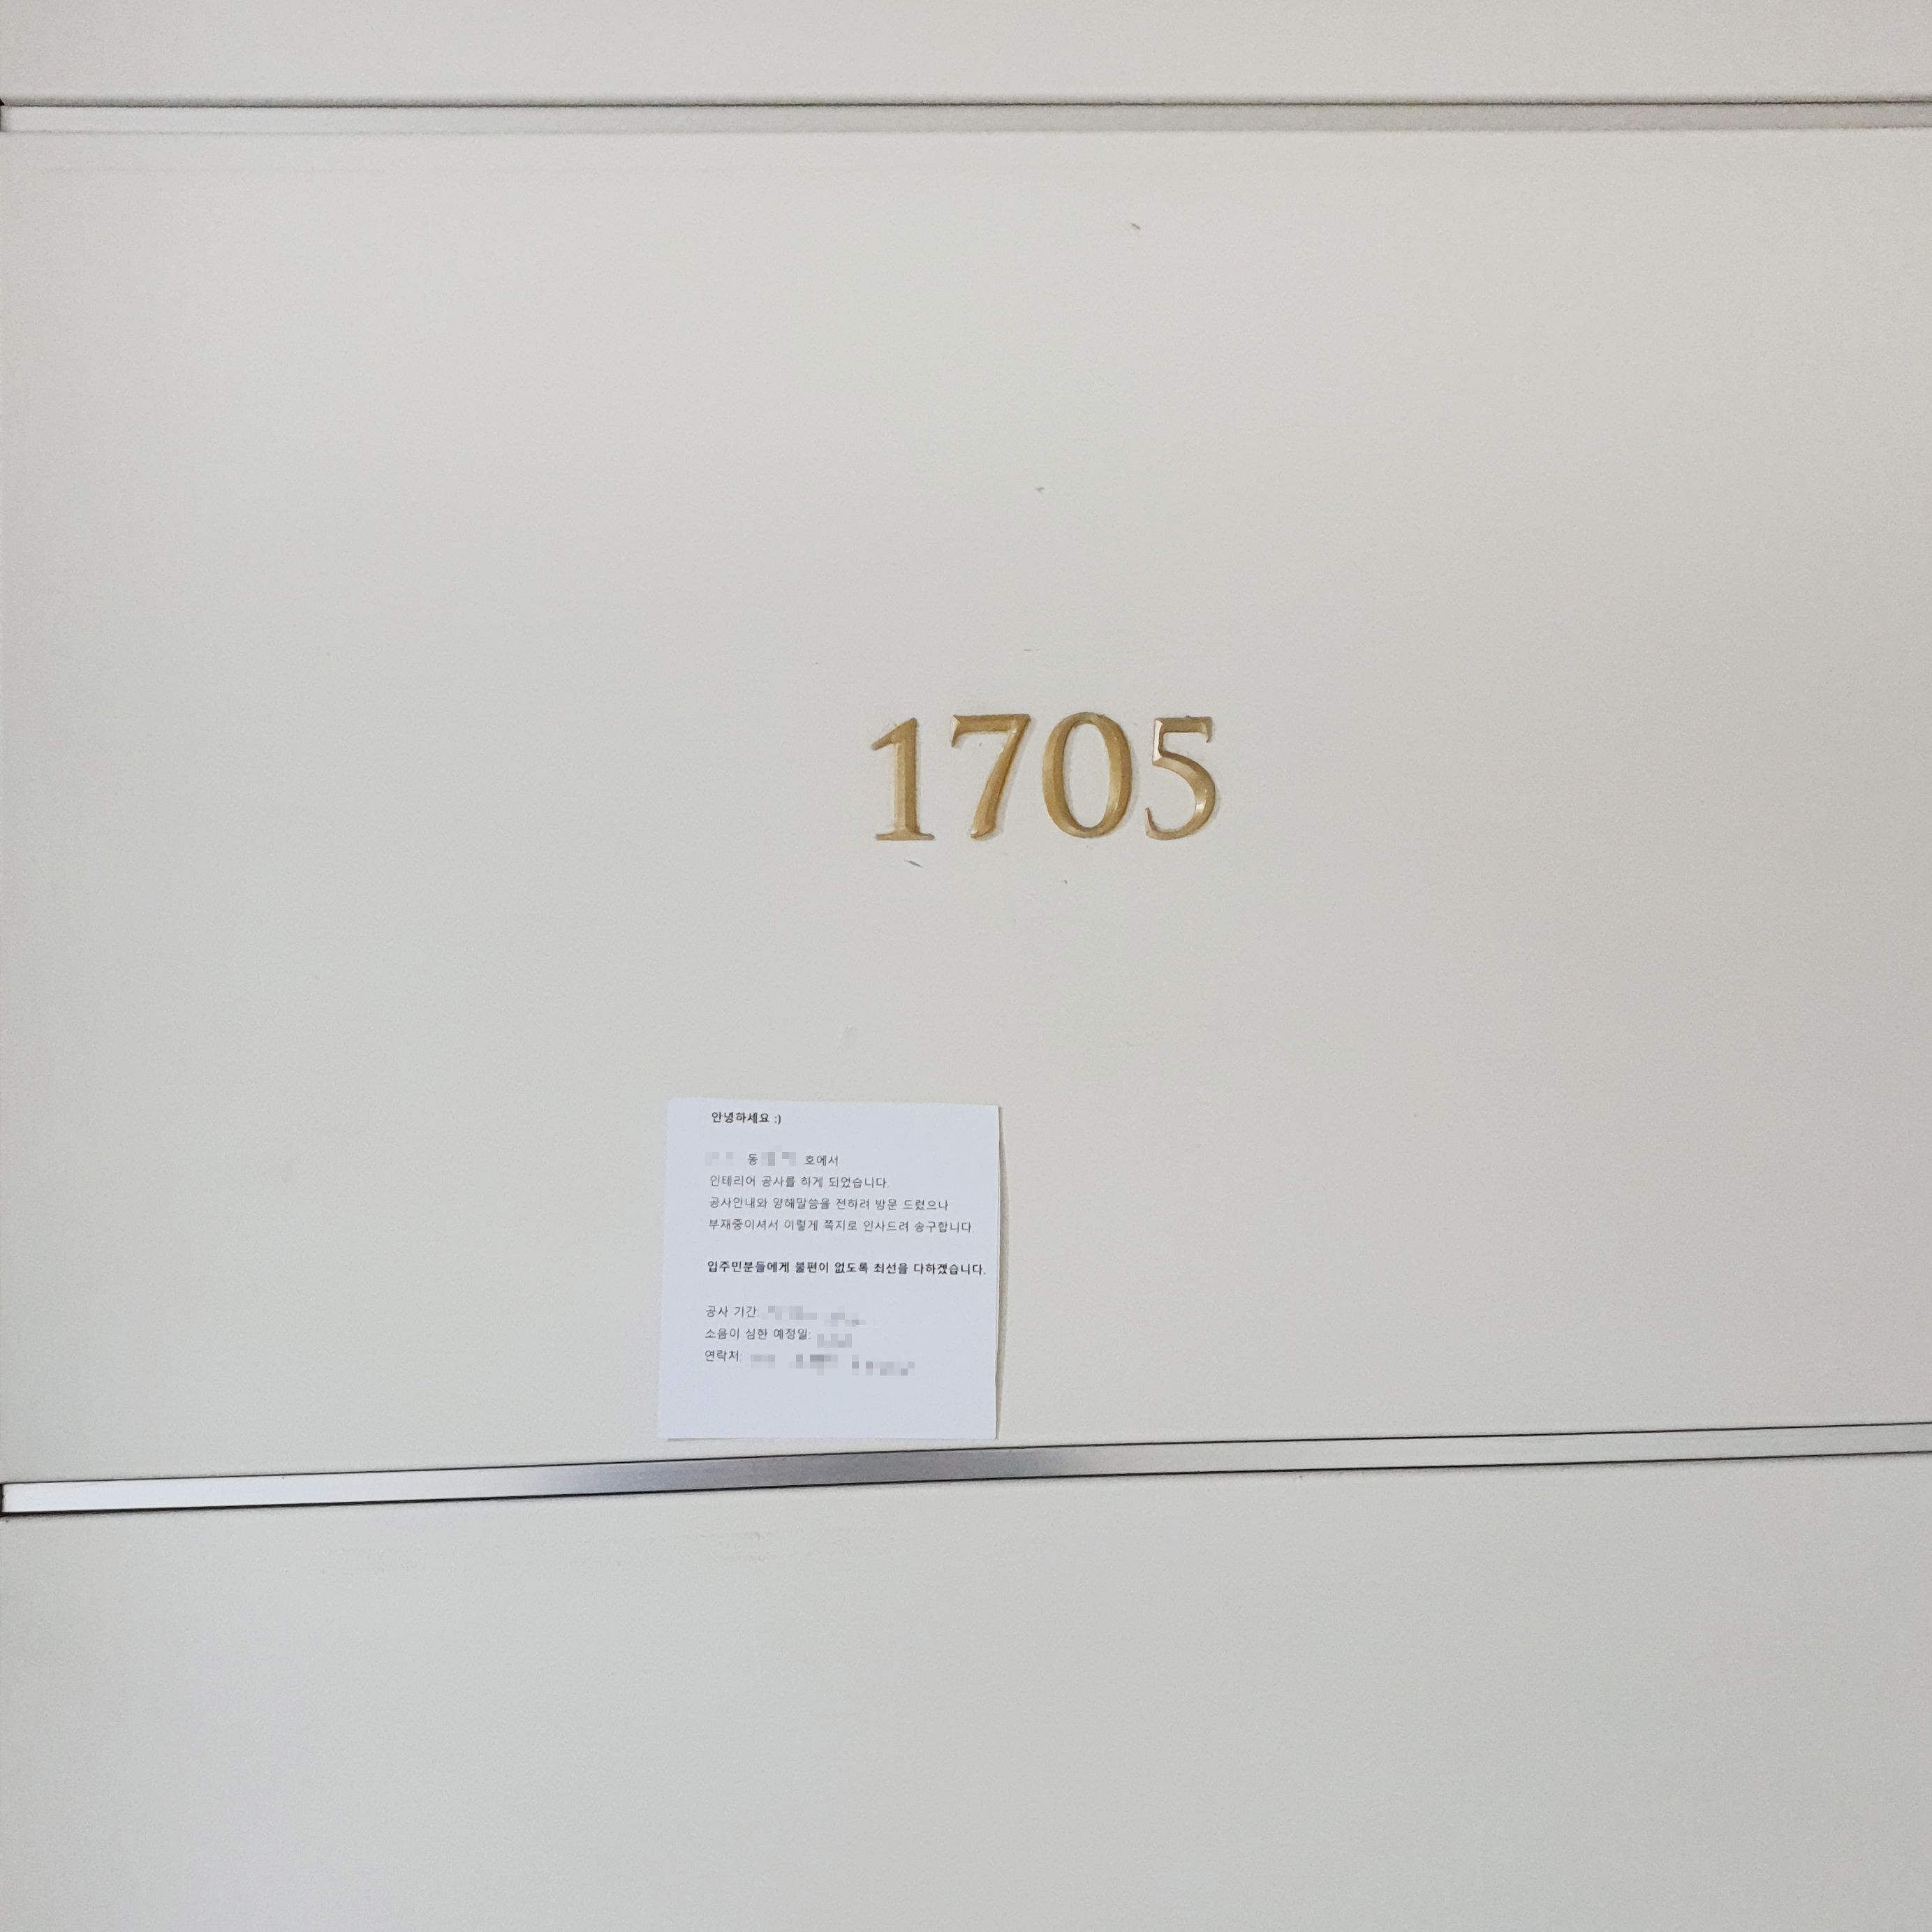 1705
안녕하세요 :)
동 호에서
인테리어 공사를 하게 되었습니다.
공사안내와 양해말씀을 전하려 방문 드렸으나
부재중이셔서 이렇게 쪽지로 인사드려 송구합니다.
입주민분들에게 불편이 없도록 최선을 다하겠습니다.
공사 기간:
소음이 심한 예정일:
연락처: